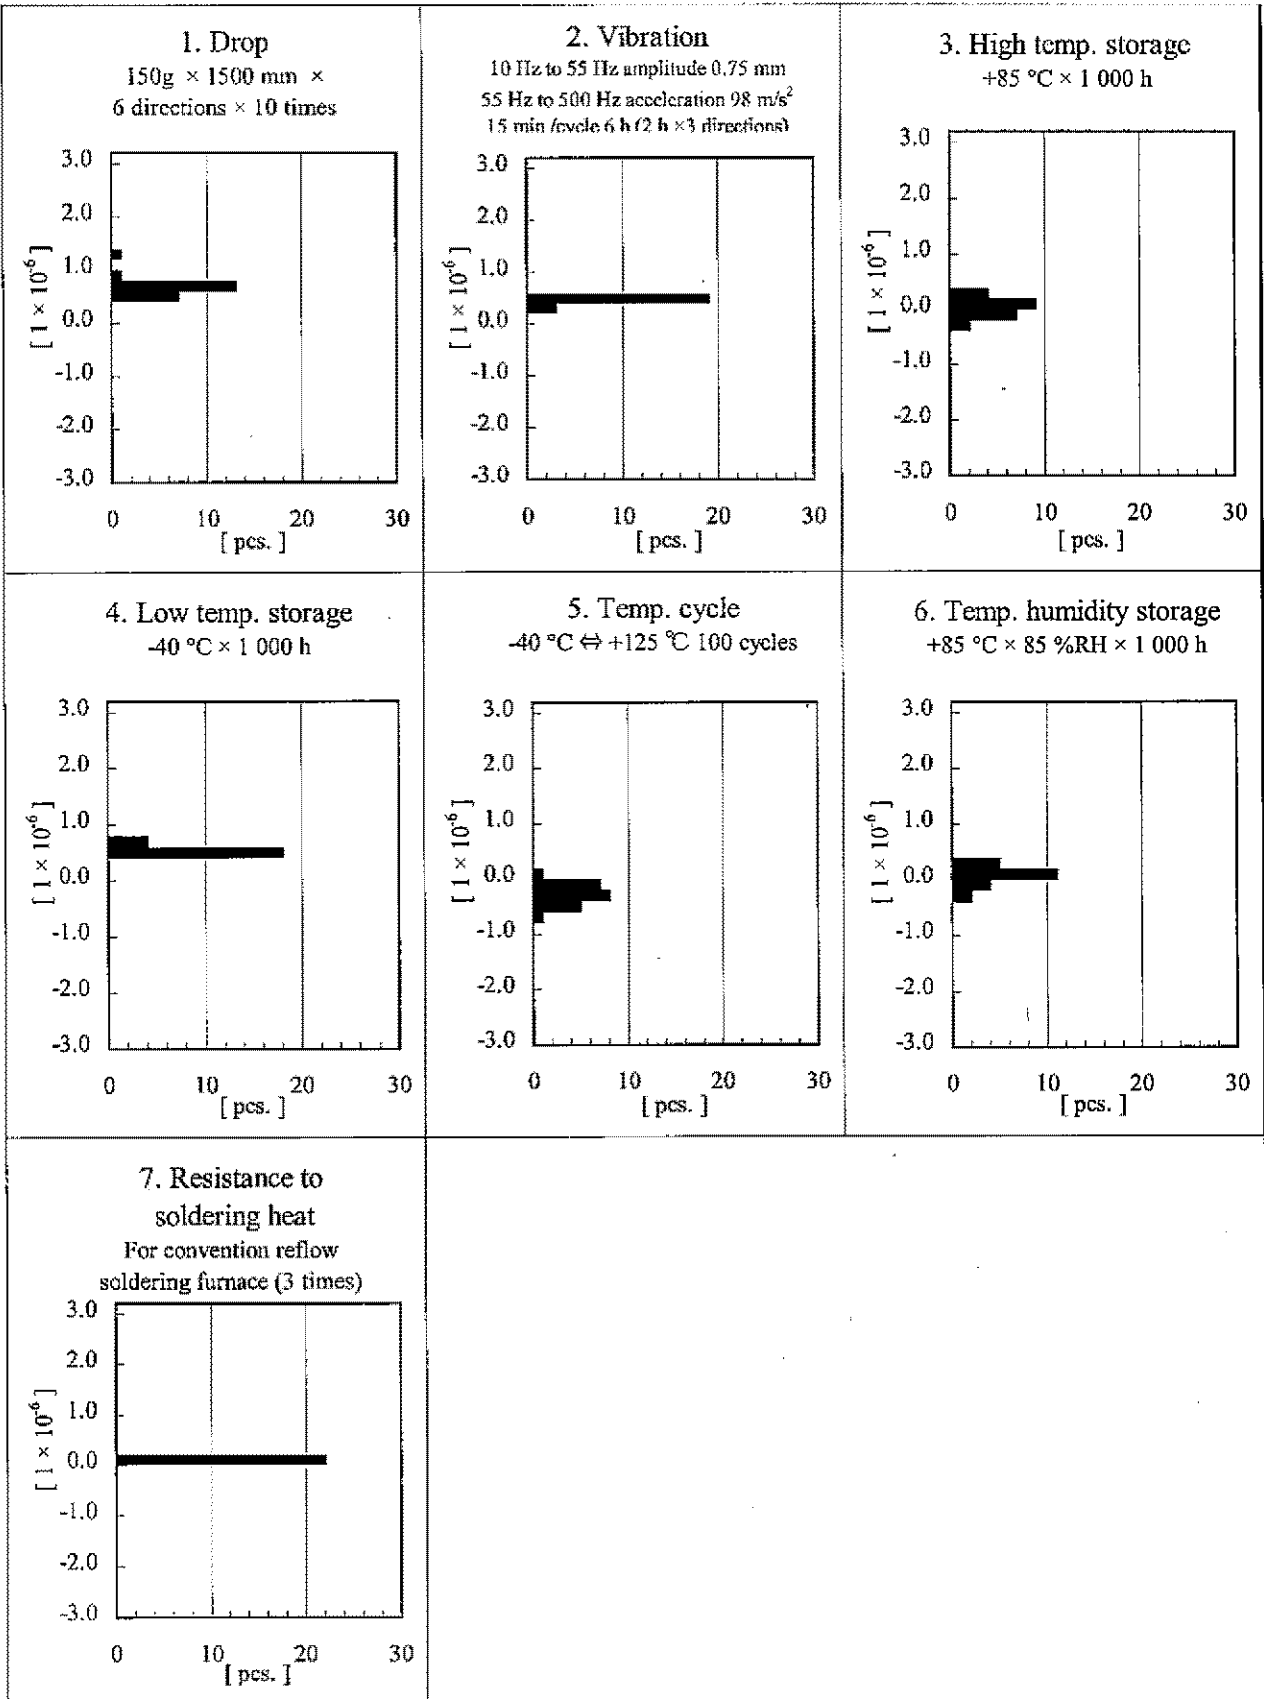 1. Drop
150g × 1500 mm ×
6 directions × 10 times
3.0
2.0
1.0
0.0
-1.0
-2.0
-3.0
[ 1 × 10⁻⁶ ]
0 10 20 30
[ pcs. ]
2. Vibration
10 Hz to 55 Hz amplitude 0.75 mm
55 Hz to 500 Hz acceleration 98 m/s²
15 min /cycle 6 h (2 h ×3 directions)
3.0
2.0
1.0
0.0
-1.0
-2.0
-3.0
[ 1 × 10⁻⁶ ]
0 10 20 30
[ pcs. ]
3. High temp. storage
+85 °C × 1 000 h
3.0
2.0
1.0
0.0
-1.0
-2.0
-3.0
[ 1 × 10⁻⁶ ]
0 10 20 30
[ pcs. ]
4. Low temp. storage
-40 °C × 1 000 h
3.0
2.0
1.0
0.0
-1.0
-2.0
-3.0
[ 1 × 10⁻⁶ ]
0 10 20 30
[ pcs. ]
5. Temp. cycle
-40 °C ⇔ +125 ℃ 100 cycles
3.0
2.0
1.0
0.0
-1.0
-2.0
-3.0
[ 1 × 10⁻⁶ ]
0 10 20 30
[ pcs. ]
6. Temp. humidity storage
+85 °C × 85 %RH × 1 000 h
3.0
2.0
1.0
0.0
-1.0
-2.0
-3.0
[ 1 × 10⁻⁶ ]
0 10 20 30
[ pcs. ]
7. Resistance to
soldering heat
For convention reflow
soldering furnace (3 times)
3.0
2.0
1.0
0.0
-1.0
-2.0
-3.0
[ 1 × 10⁻⁶ ]
0 10 20 30
[ pcs. ]